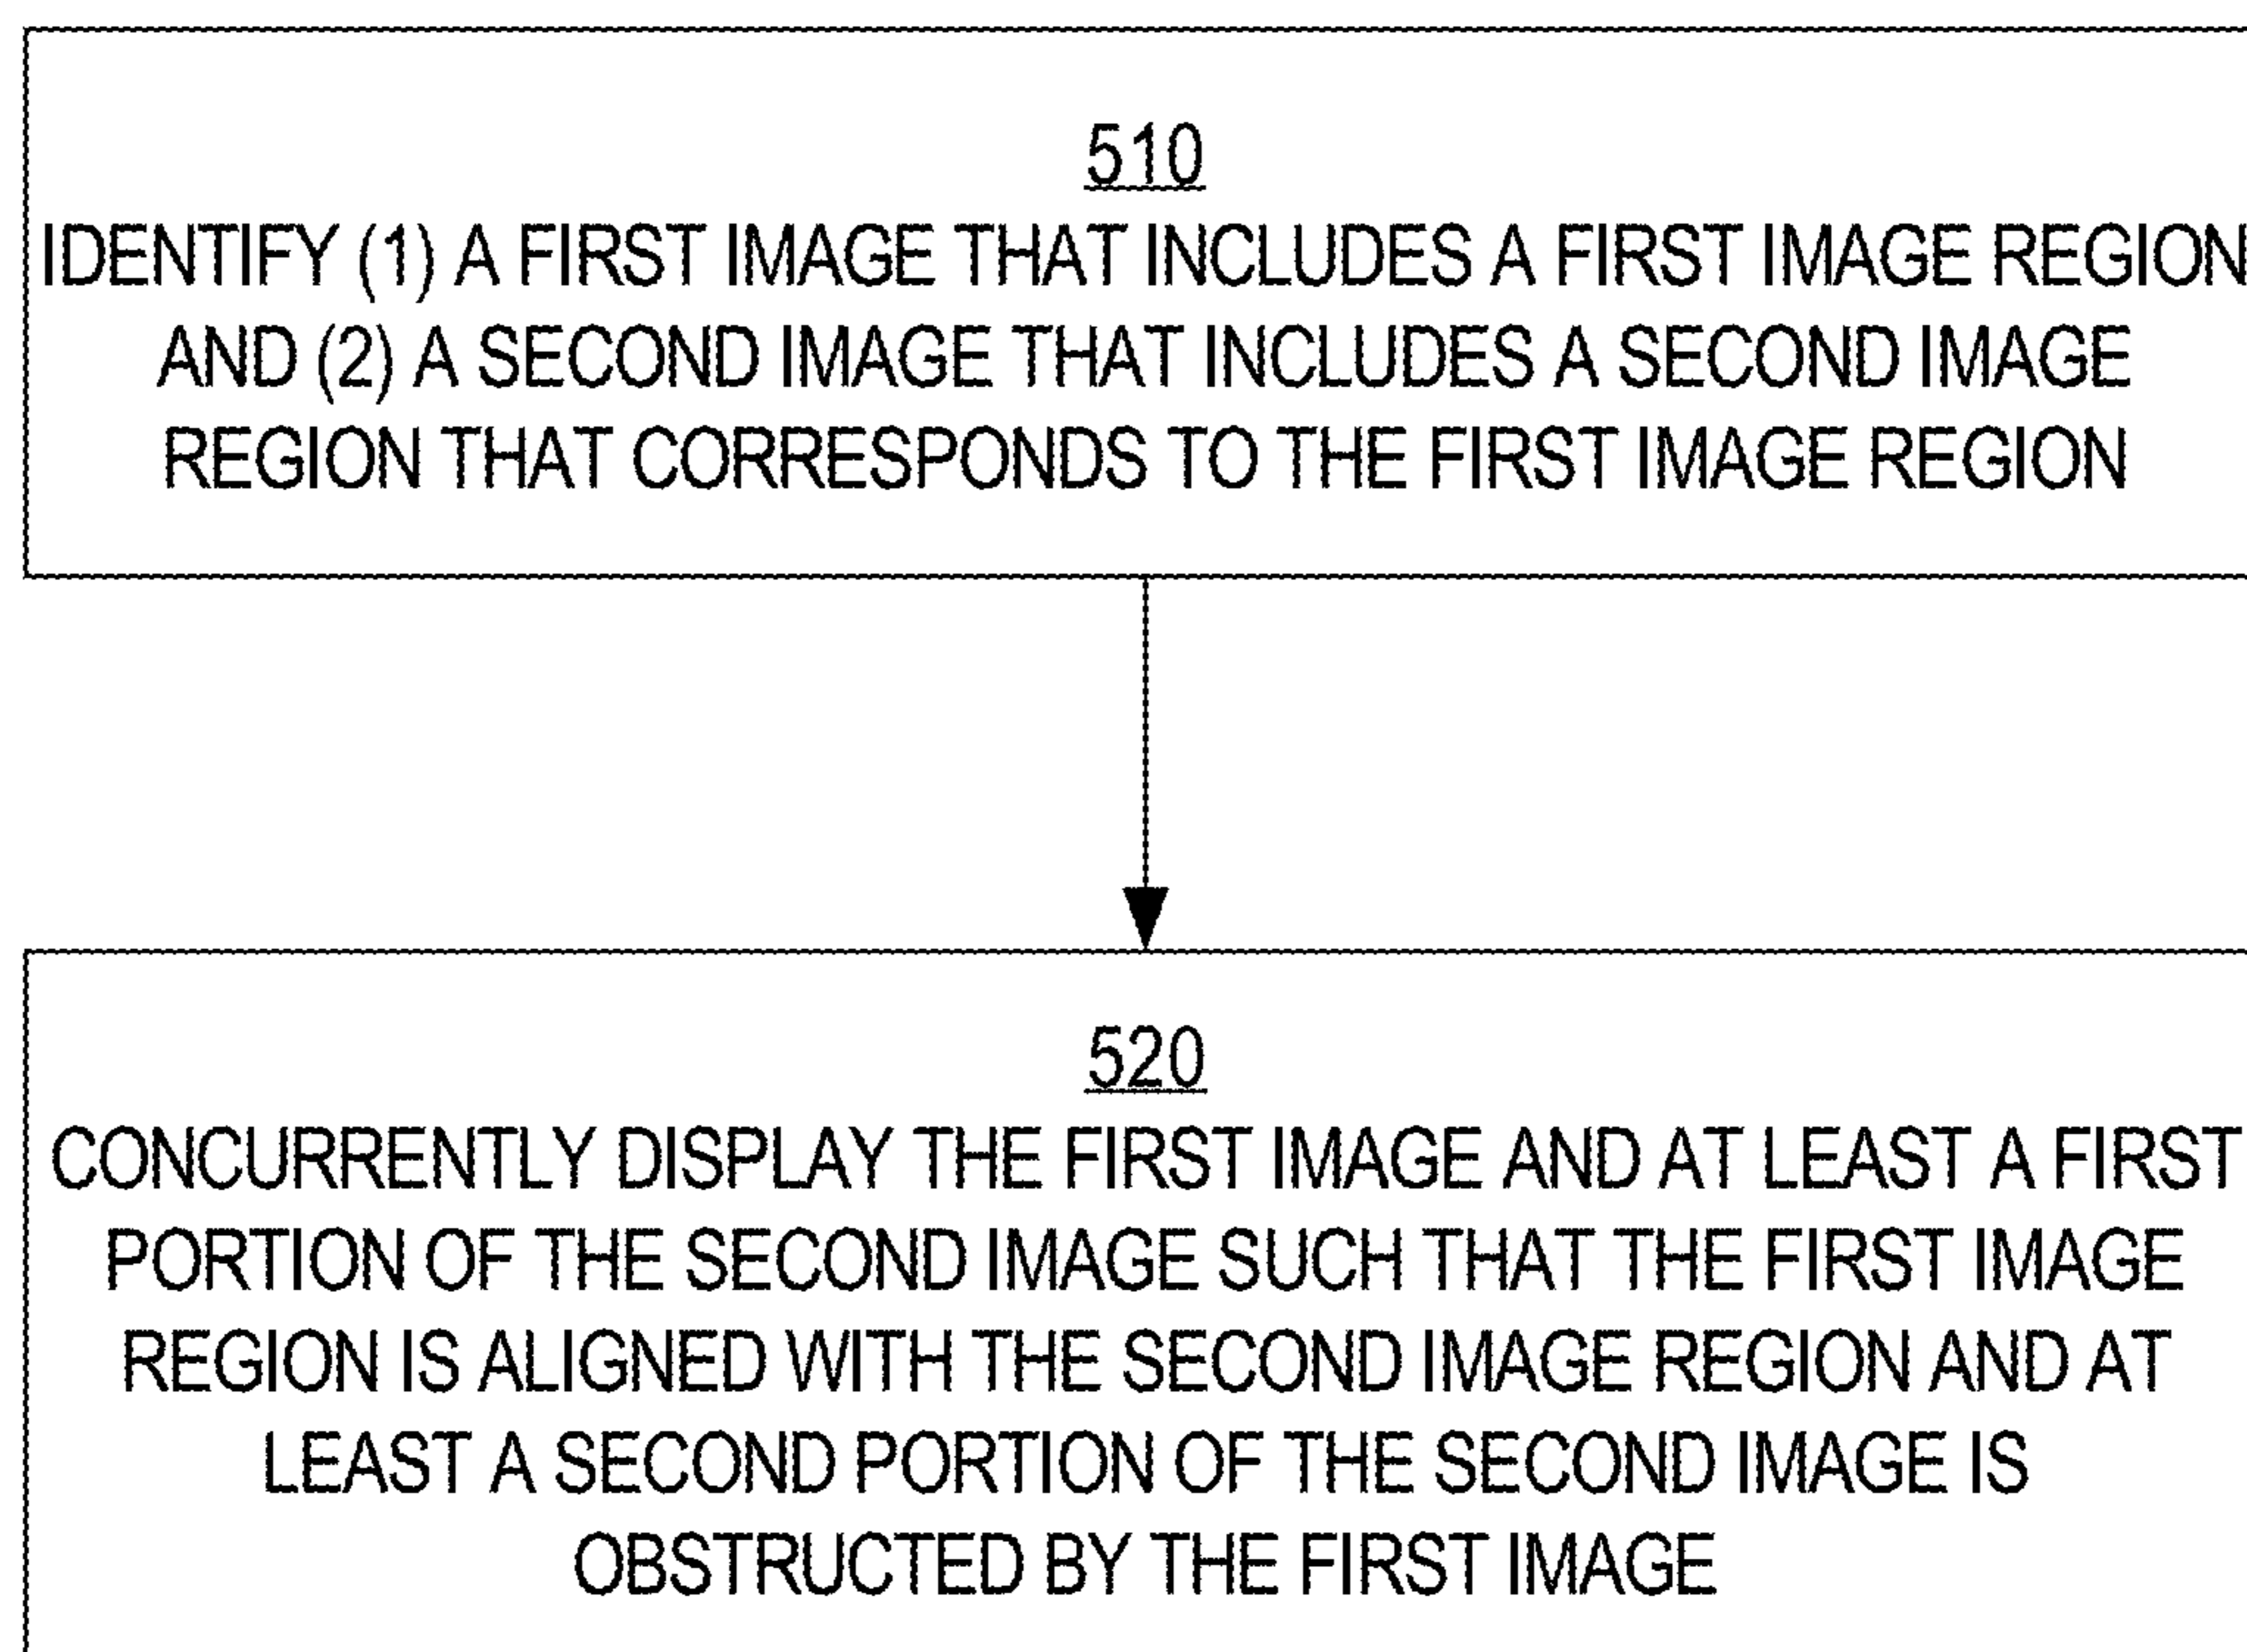 510
IDENTIFY (1) A FIRST IMAGE THAT INCLUDES A FIRST IMAGE REGION
AND (2) A SECOND IMAGE THAT INCLUDES A SECOND IMAGE
REGION THAT CORRESPONDS TO THE FIRST IMAGE REGION
520
CONCURRENTLY DISPLAY THE FIRST IMAGE AND AT LEAST A FIRST
PORTION OF THE SECOND IMAGE SUCH THAT THE FIRST IMAGE
REGION IS ALIGNED WITH THE SECOND IMAGE REGION AND AT
LEAST A SECOND PORTION OF THE SECOND IMAGE IS
OBSTRUCTED BY THE FIRST IMAGE